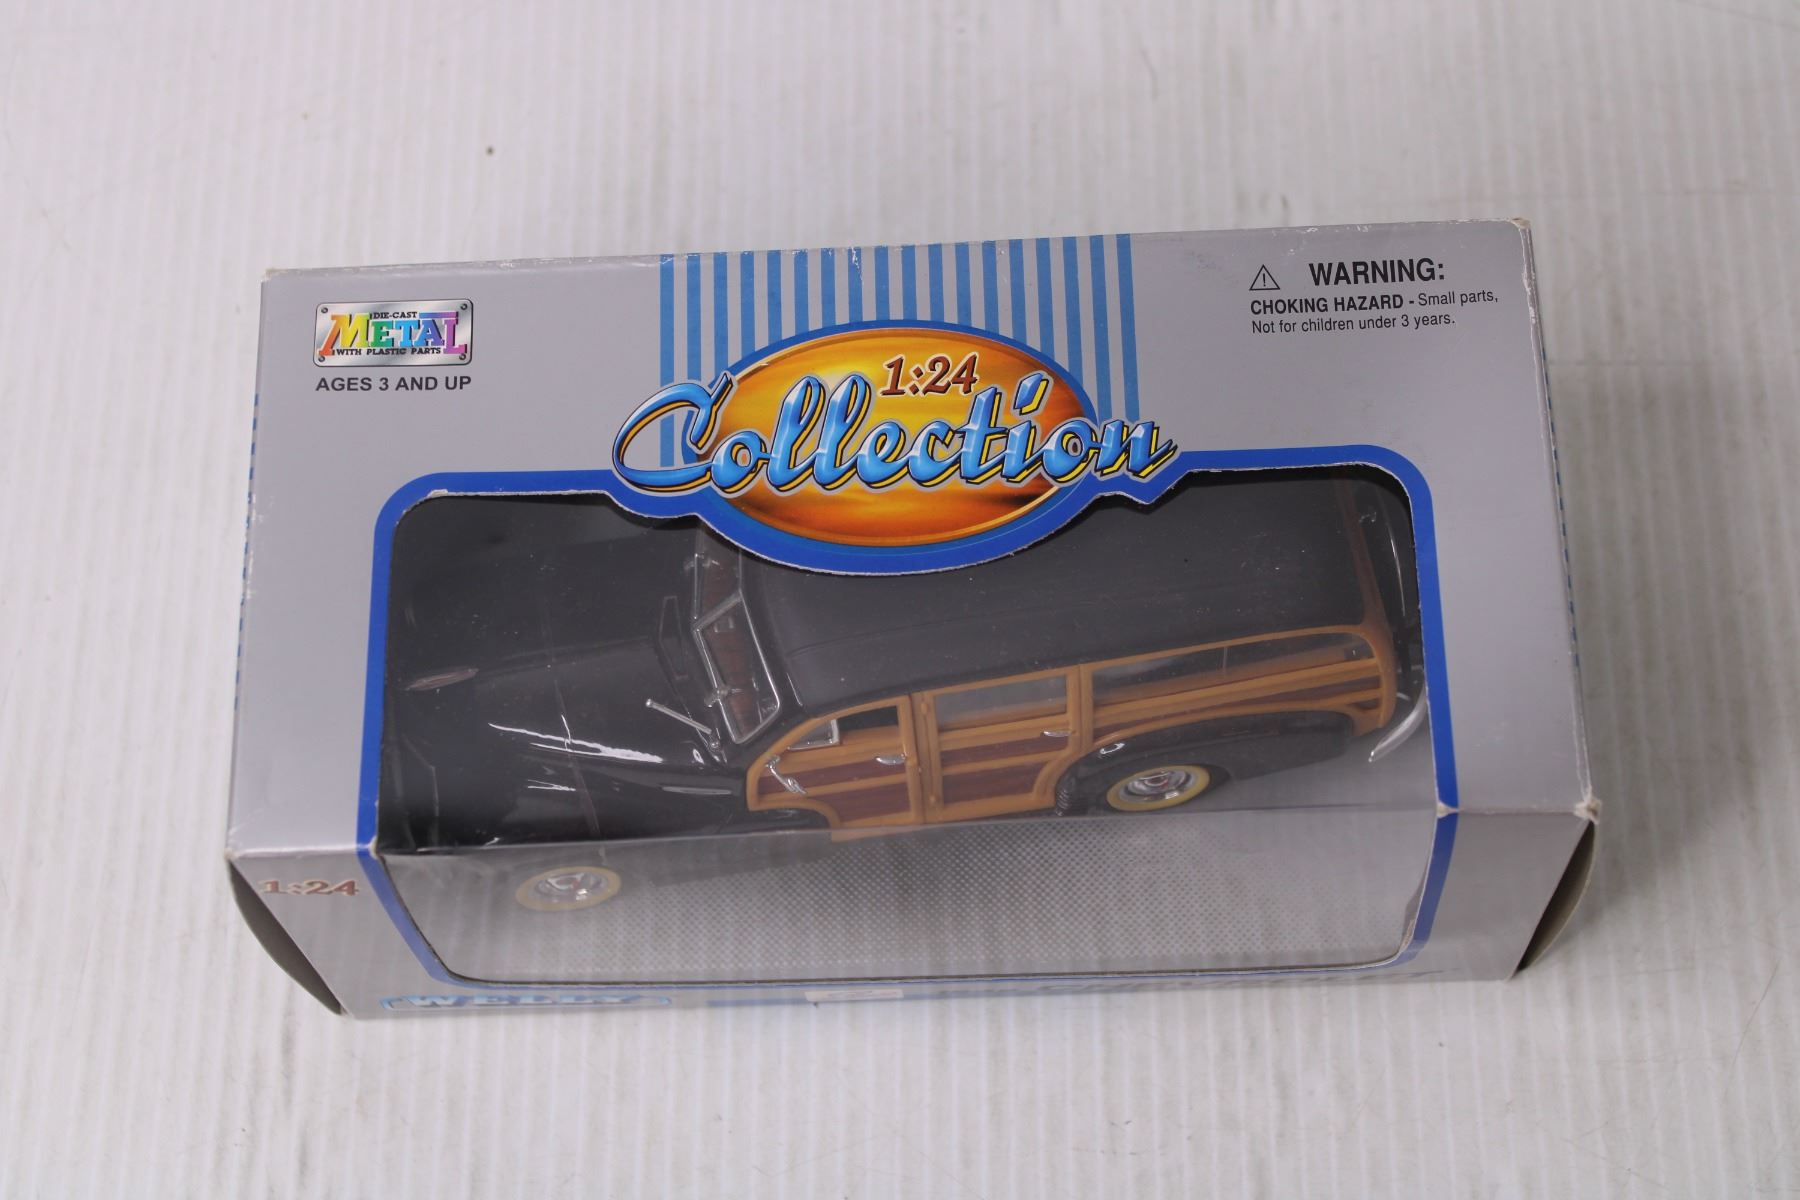 DIE-CAST
METAL
WITH PLASTIC PARTS
AGES 3 AND UP
1:24
Collection
WARNING:
CHOKING HAZARD - Small parts,
Not for children under 3 years.
1:24
WELLY